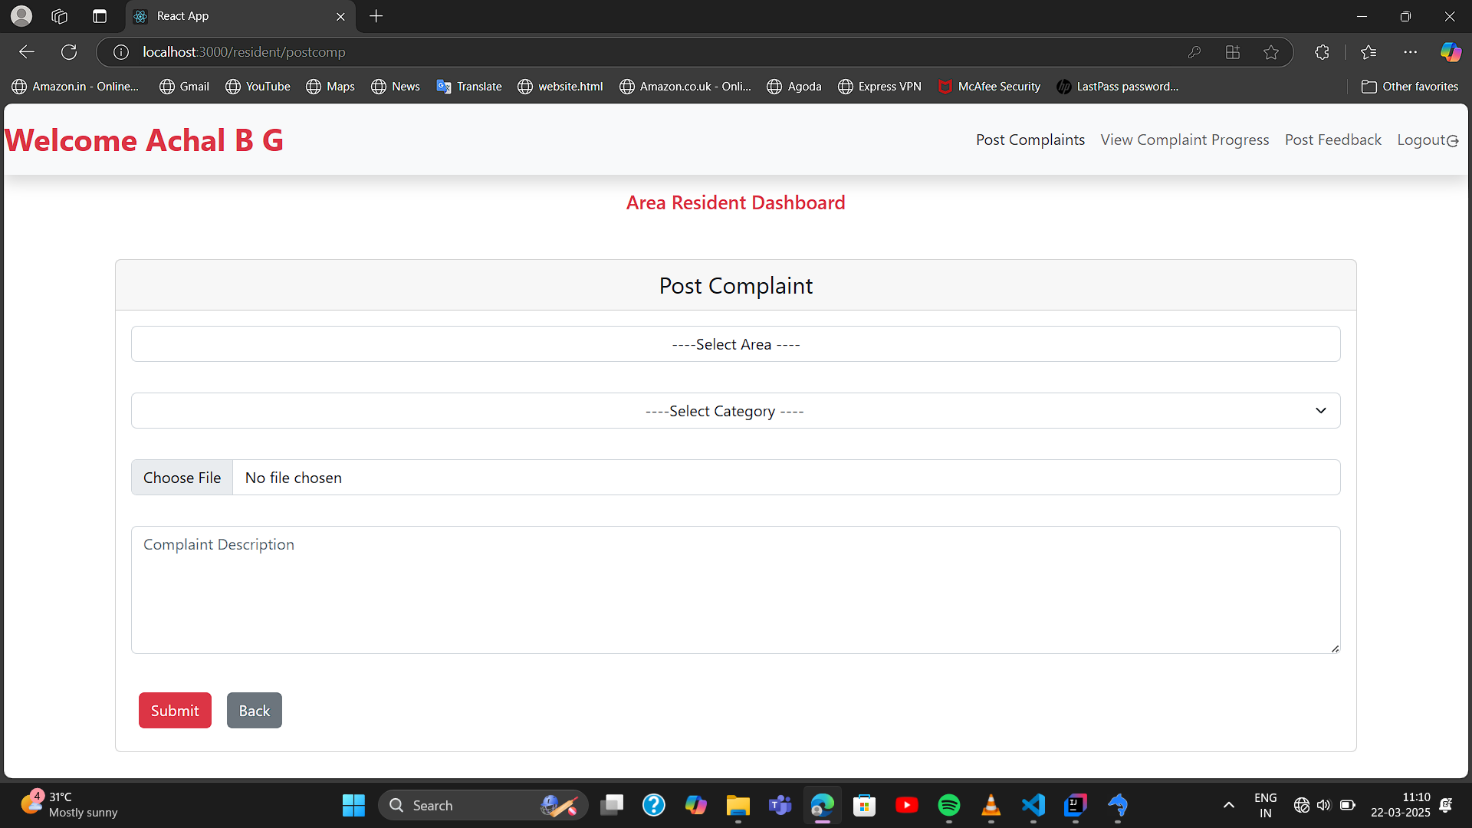 React App
localhost:3000/resident/postcomp
Amazon.in - Online...
Gmail
YouTube
Maps
News
Translate
website.html
Amazon.co.uk - Onli...
Agoda
Express VPN
McAfee Security
LastPass password...
Other favorites
Welcome Achal B G
Post Complaints
View Complaint Progress
Post Feedback
Logout
Area Resident Dashboard
Post Complaint
----Select Area ----
----Select Category ----
Choose File
No file chosen
Complaint Description
Submit
Back
4
31°C
Mostly sunny
Search
ENG
IN
11:10
22-03-2025